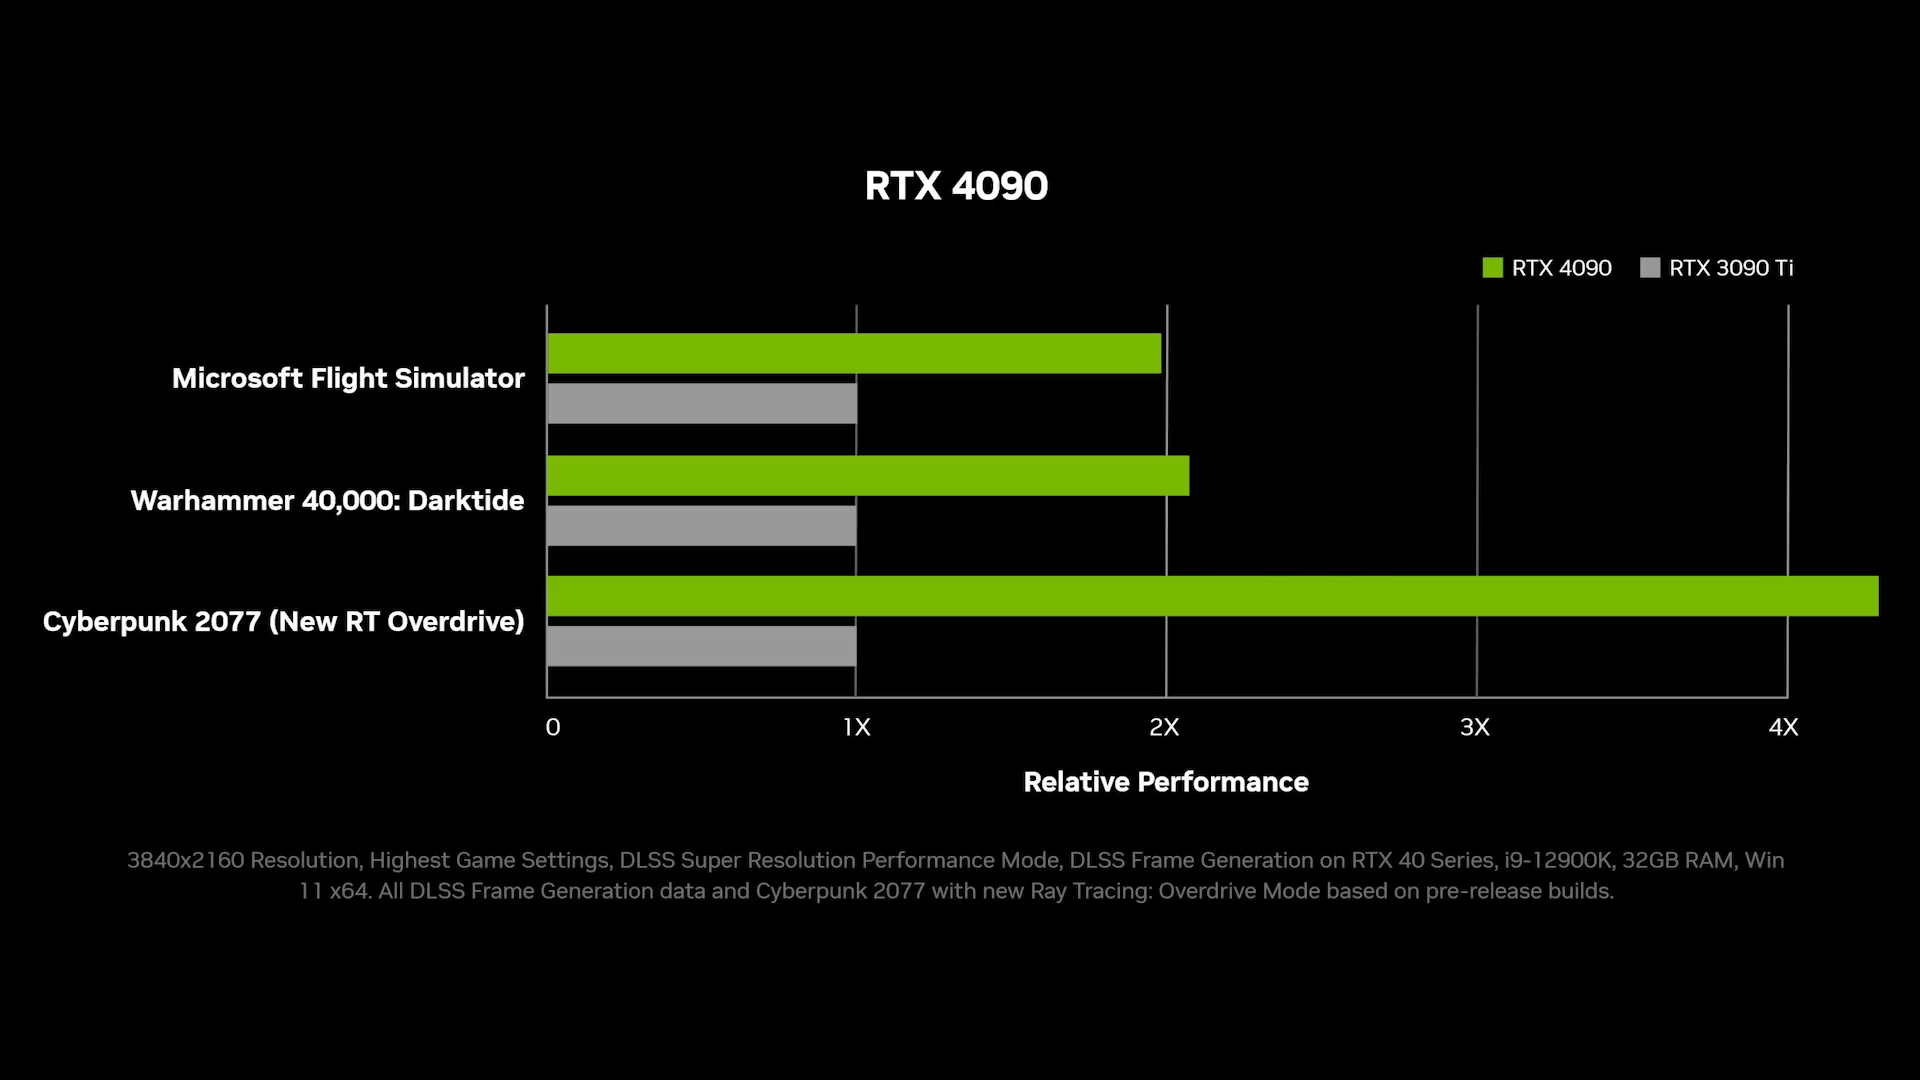 RTX 4090
RTX 4090
RTX 3090 Ti
Microsoft Flight Simulator
Warhammer 40,000: Darktide
Cyberpunk 2077 (New RT Overdrive)
0
1X
2X
3X
4X
Relative Performance
3840x2160 Resolution, Highest Game Settings, DLSS Super Resolution Performance Mode, DLSS Frame Generation on RTX 40 Series, i9-12900K, 32GB RAM, Win
11 x64. All DLSS Frame Generation data and Cyberpunk 2077 with new Ray Tracing: Overdrive Mode based on pre-release builds.